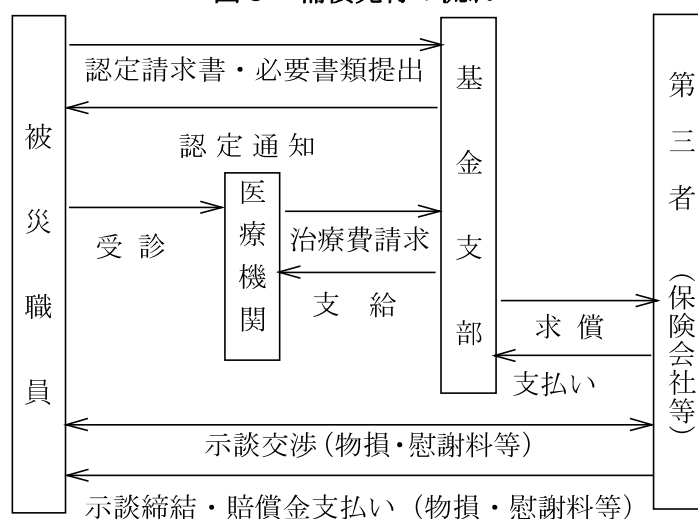 被災職員
認定請求書・必要書類提出
認定通知
受診
医療機関
治療費請求
支給
基金支部
求償
支払い
第三者(保険会社等)
示談交渉(物損・慰謝料等)
示談締結・賠償金支払い(物損・慰謝料等)